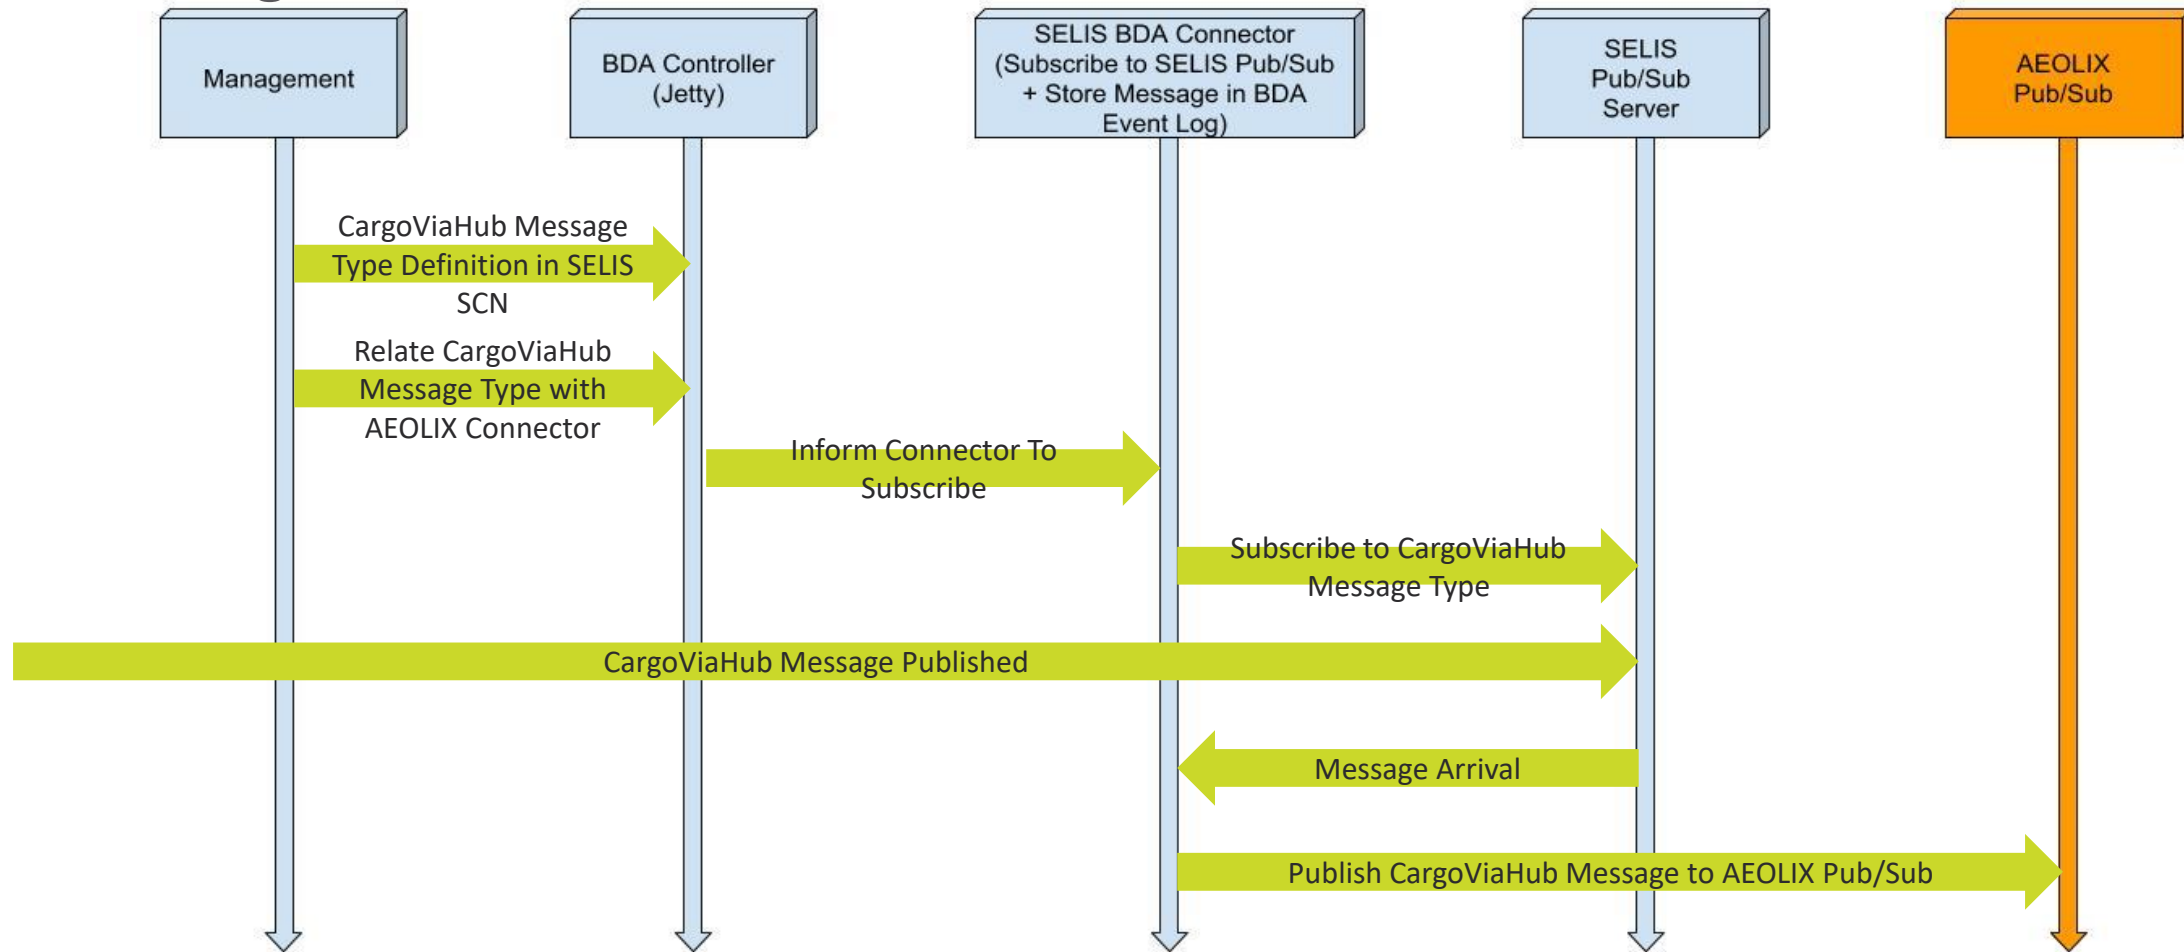 Management
BDA Controller
(Jetty)
SELIS BDA Connector
(Subscribe to SELIS Pub/Sub
+ Store Message in BDA
Event Log)
SELIS
Pub/Sub
Server
AEOLIX
Pub/Sub
CargoViaHub Message
Type Definition in SELIS
SCN
Relate CargoViaHub
Message Type with
AEOLIX Connector
Inform Connector To
Subscribe
Subscribe to CargoViaHub
Message Type
CargoViaHub Message Published
Message Arrival
Publish CargoViaHub Message to AEOLIX Pub/Sub